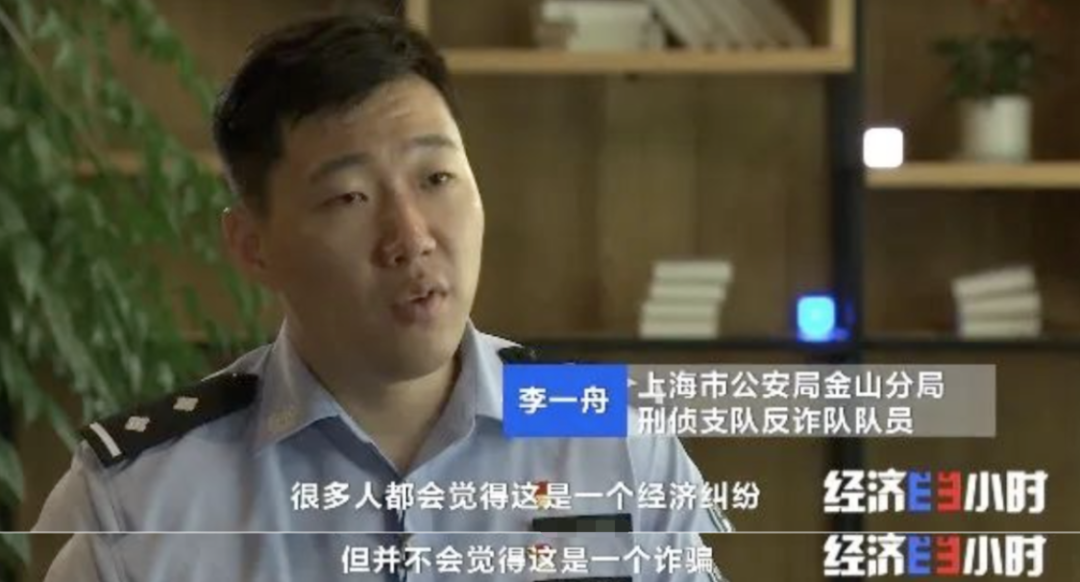 李一舟
上海市公安局金山分局
刑侦支队反诈队队员
很多人都会觉得这是一个经济纠纷
经济小时
但并不会觉得这是一个诈骗
经济小时